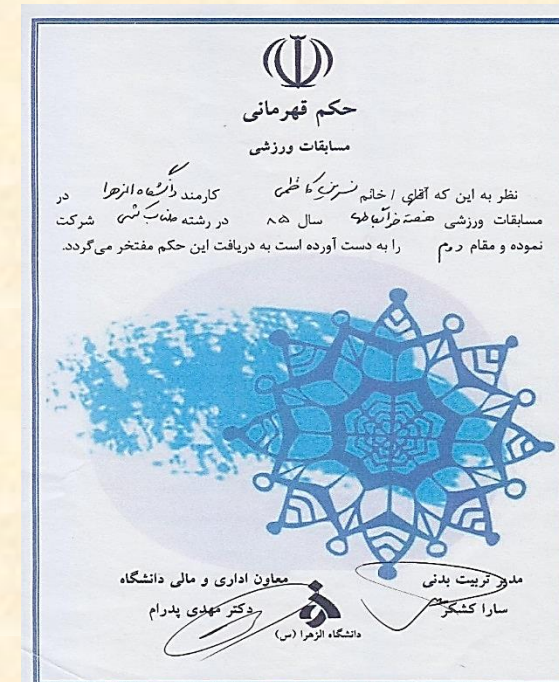 حکم قهرمانی
مسابقات ورزشی
نظر به این که آقای / خانم نسرین کاظمی کارمند دانشگاه الزهرا در
مسابقات ورزشی هفته سال ۸۵ در رشته طناب کشی شرکت
نموده و مقام دوم را به دست آورده است به دریافت این حکم مفتخر می‌گردد.
مدیر تربیت بدنی
سارا کشکر
معاون اداری و مالی دانشگاه
دکتر مهدی پدرام
دانشگاه الزهرا (س)